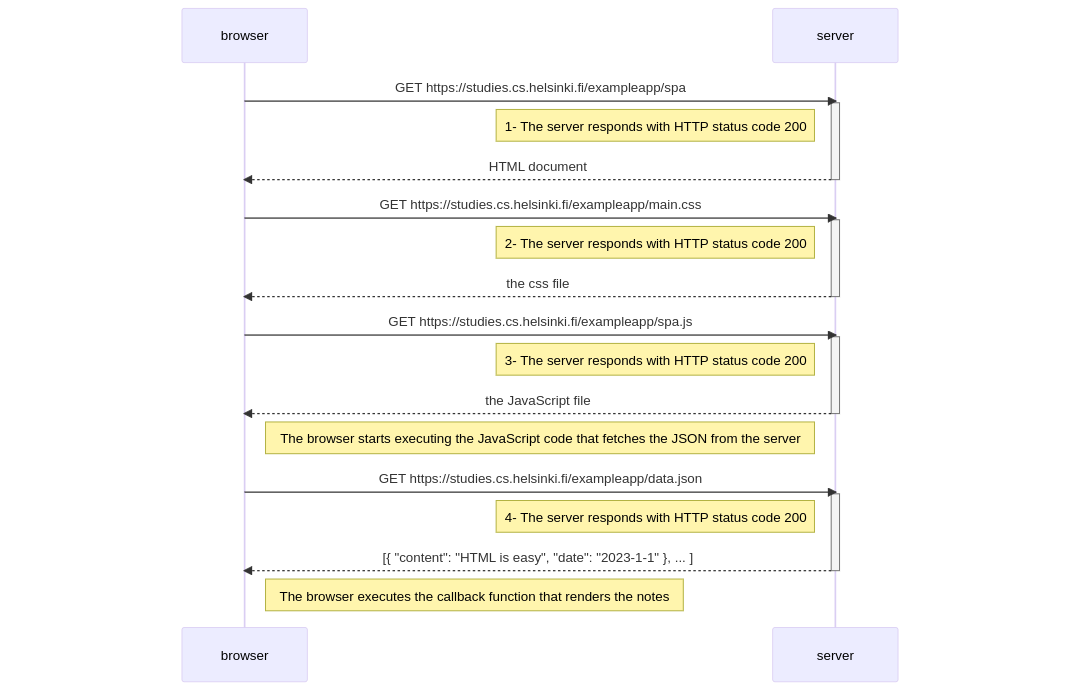 browser
server
GET https://studies.cs.helsinki.fi/exampleapp/spa
1- The server responds with HTTP status code 200
HTML document
GET https://studies.cs.helsinki.fi/exampleapp/main.css
2- The server responds with HTTP status code 200
the css file
GET https://studies.cs.helsinki.fi/exampleapp/spa.js
3- The server responds with HTTP status code 200
the JavaScript file
The browser starts executing the JavaScript code that fetches the JSON from the server
GET https://studies.cs.helsinki.fi/exampleapp/data.json
4- The server responds with HTTP status code 200
[{ "content": "HTML is easy", "date": "2023-1-1" }, ... ]
The browser executes the callback function that renders the notes
browser
server